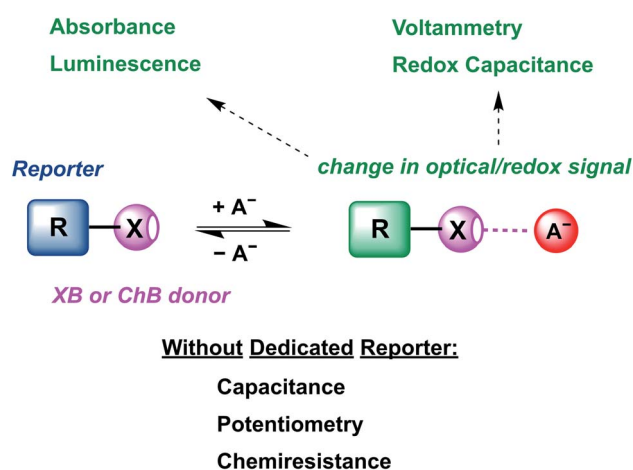 Absorbance
Luminescence
Voltammetry
Redox Capacitance
Reporter
change in optical/redox signal
R
X
+ A⁻
− A⁻
R
X
A⁻
XB or ChB donor
Without Dedicated Reporter:
Capacitance
Potentiometry
Chemiresistance